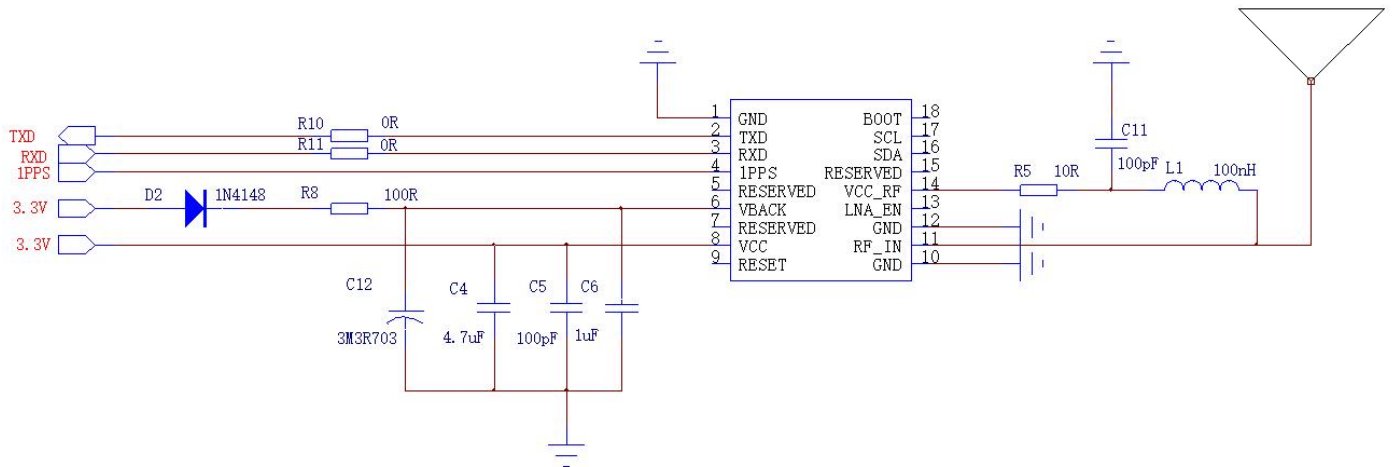 TXD
RXD
1PPS
3.3V
3.3V
R10 0R
R11 0R
D2 1N4148 R8 100R
C12
3M3R703
C4
4.7uF
C5
100pF
C6
1uF
1 GND
2 TXD
3 RXD
4 1PPS
5 RESERVED
6 VBACK
7 RESERVED
8 VCC
9 RESET
BOOT 18
SCL 17
SDA 16
RESERVED 15
VCC_RF 14
LNA_EN 13
GND 12
RF_IN 11
GND 10
R5 10R
C11
100pF
L1 100nH